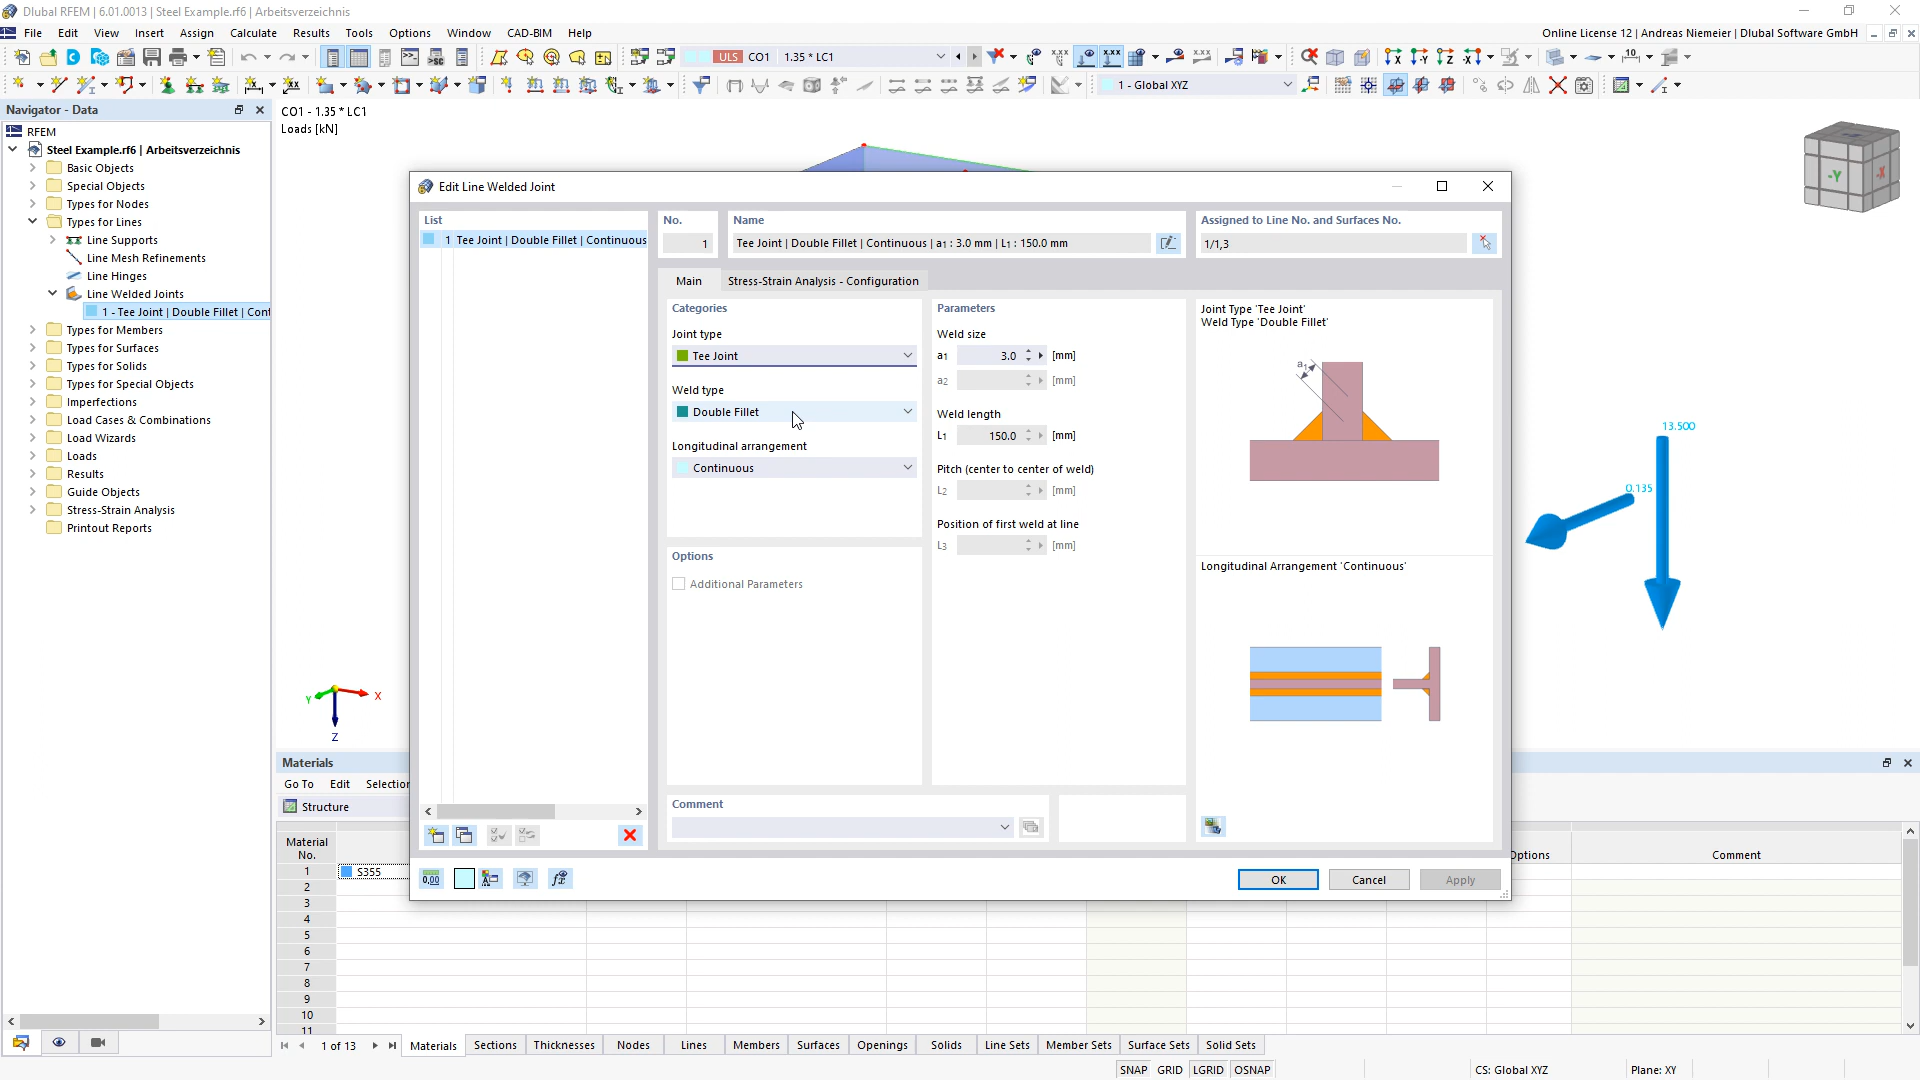 Dlubal RFEM | 6.01.0013 | Steel Example.rf6 | Arbeitsverzeichnis
File Edit View Insert Assign Calculate Results Tools Options Window CAD-BIM Help
Online License 12 | Andreas Niemeier | Dlubal Software GmbH
ULS CO1 1.35 * LC1
1 - Global XYZ
Navigator - Data
RFEM
Steel Example.rf6 | Arbeitsverzeichnis
Basic Objects
Special Objects
Types for Nodes
Types for Lines
Line Supports
Line Mesh Refinements
Line Hinges
Line Welded Joints
1 - Tee Joint | Double Fillet | Cont
Types for Members
Types for Surfaces
Types for Solids
Types for Special Objects
Imperfections
Load Cases & Combinations
Load Wizards
Loads
Results
Guide Objects
Stress-Strain Analysis
Printout Reports
CO1 - 1.35 * LC1
Loads [kN]
-Y -X
13.500
0.135
Y X
Z
Edit Line Welded Joint
List
1 Tee Joint | Double Fillet | Continuous
No.
1
Name
Tee Joint | Double Fillet | Continuous | a1 : 3.0 mm | L1 : 150.0 mm
Assigned to Line No. and Surfaces No.
1/1,3
Main Stress-Strain Analysis - Configuration
Categories
Joint type
Tee Joint
Weld type
Double Fillet
Longitudinal arrangement
Continuous
Options
Additional Parameters
Parameters
Weld size
a1 3.0 [mm]
a2 [mm]
Weld length
L1 150.0 [mm]
Pitch (center to center of weld)
L2 [mm]
Position of first weld at line
L3 [mm]
Joint Type 'Tee Joint'
Weld Type 'Double Fillet'
a1
Longitudinal Arrangement 'Continuous'
Comment
OK Cancel Apply
Materials
Go To Edit Selection
Structure
Material
No.
Options Comment
1 S355
2
3
4
5
6
7
8
9
10
11
1 of 13 Materials Sections Thicknesses Nodes Lines Members Surfaces Openings Solids Line Sets Member Sets Surface Sets Solid Sets
SNAP GRID LGRID OSNAP CS: Global XYZ Plane: XY